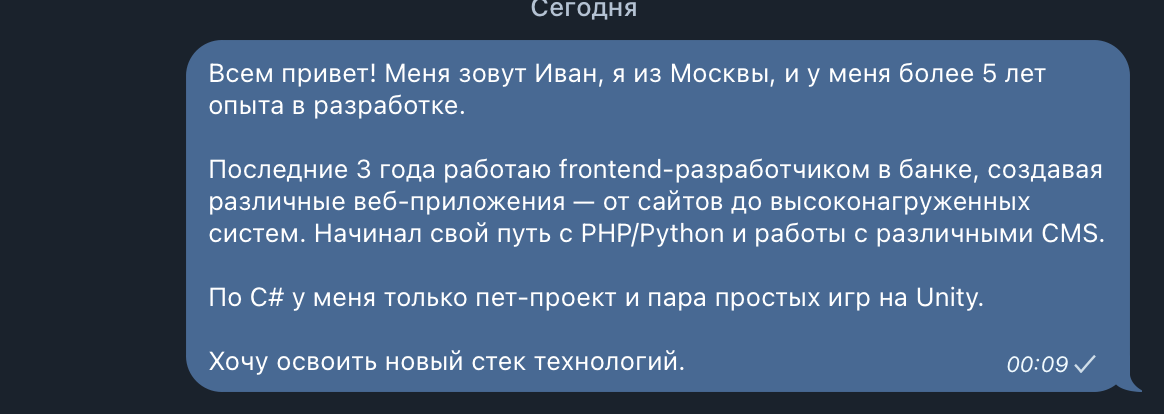 Сегодня
Всем привет! Меня зовут Иван, я из Москвы, и у меня более 5 лет
опыта в разработке.
Последние 3 года работаю frontend-разработчиком в банке, создавая
различные веб-приложения — от сайтов до высоконагруженных
систем. Начинал свой путь с PHP/Python и работы с различными CMS.
По C# у меня только пет-проект и пара простых игр на Unity.
Хочу освоить новый стек технологий.
00:09